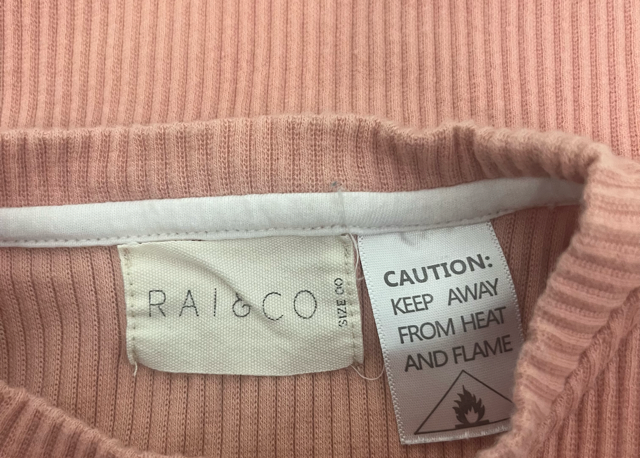 RAI&CO
SIZE 00
CAUTION:
KEEP AWAY
FROM HEAT
AND FLAME